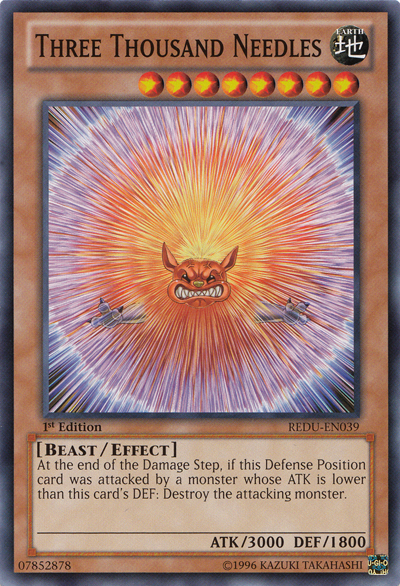 THREE THOUSAND NEEDLES
EARTH
地
1st Edition
REDU-EN039
[BEAST / EFFECT]
At the end of the Damage Step, if this Defense Position
card was attacked by a monster whose ATK is lower
than this card's DEF: Destroy the attacking monster.
ATK/3000 DEF/1800
07852878
©1996 KAZUKI TAKAHASHI